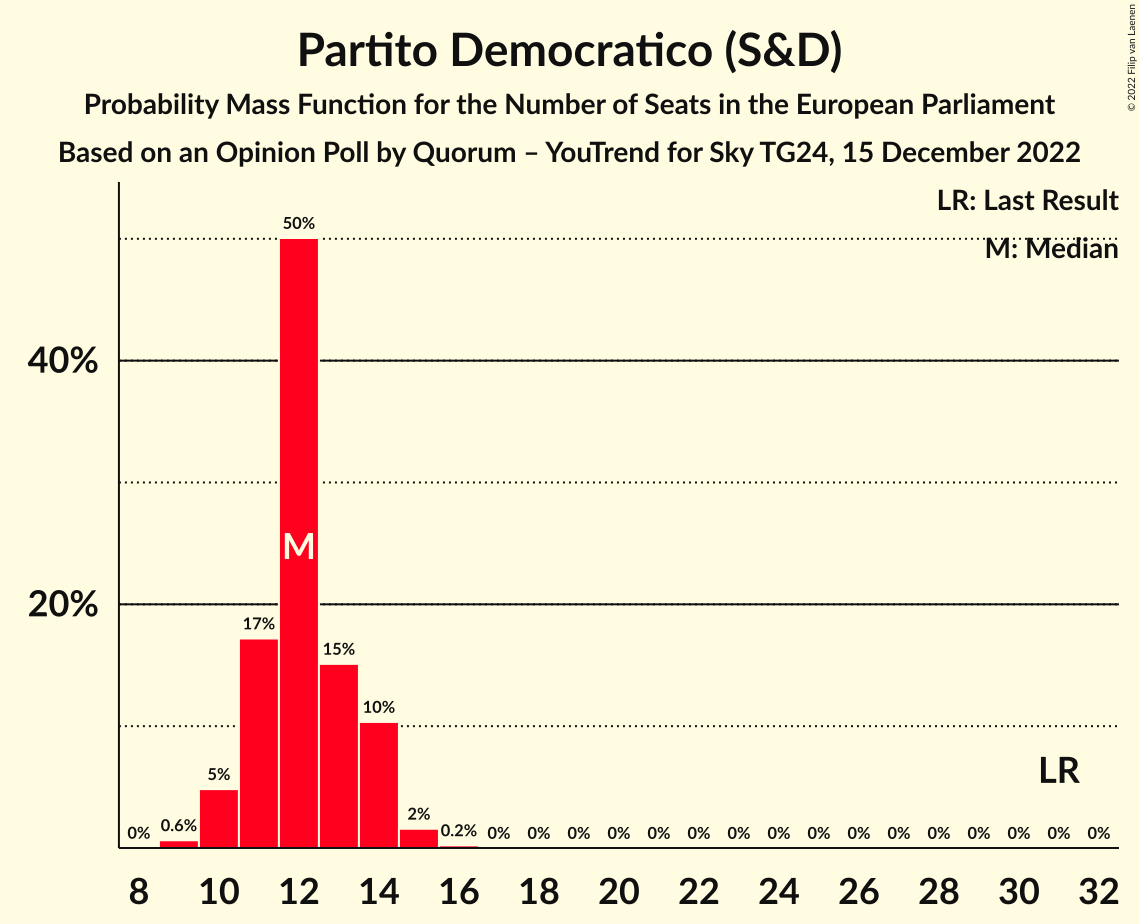 Partito Democratico (S&D)
Probability Mass Function for the Number of Seats in the European Parliament
Based on an Opinion Poll by Quorum – YouTrend for Sky TG24, 15 December 2022
© 2022 Filip van Laenen
LR: Last Result
M: Median
50%
40%
M
20%
17%
15%
10%
LR
5%
2%
0% 0.6% 0.2% 0% 0% 0% 0% 0% 0% 0% 0% 0% 0% 0% 0% 0% 0% 0% 0%
8 10 12 14 16 18 20 22 24 26 28 30 32